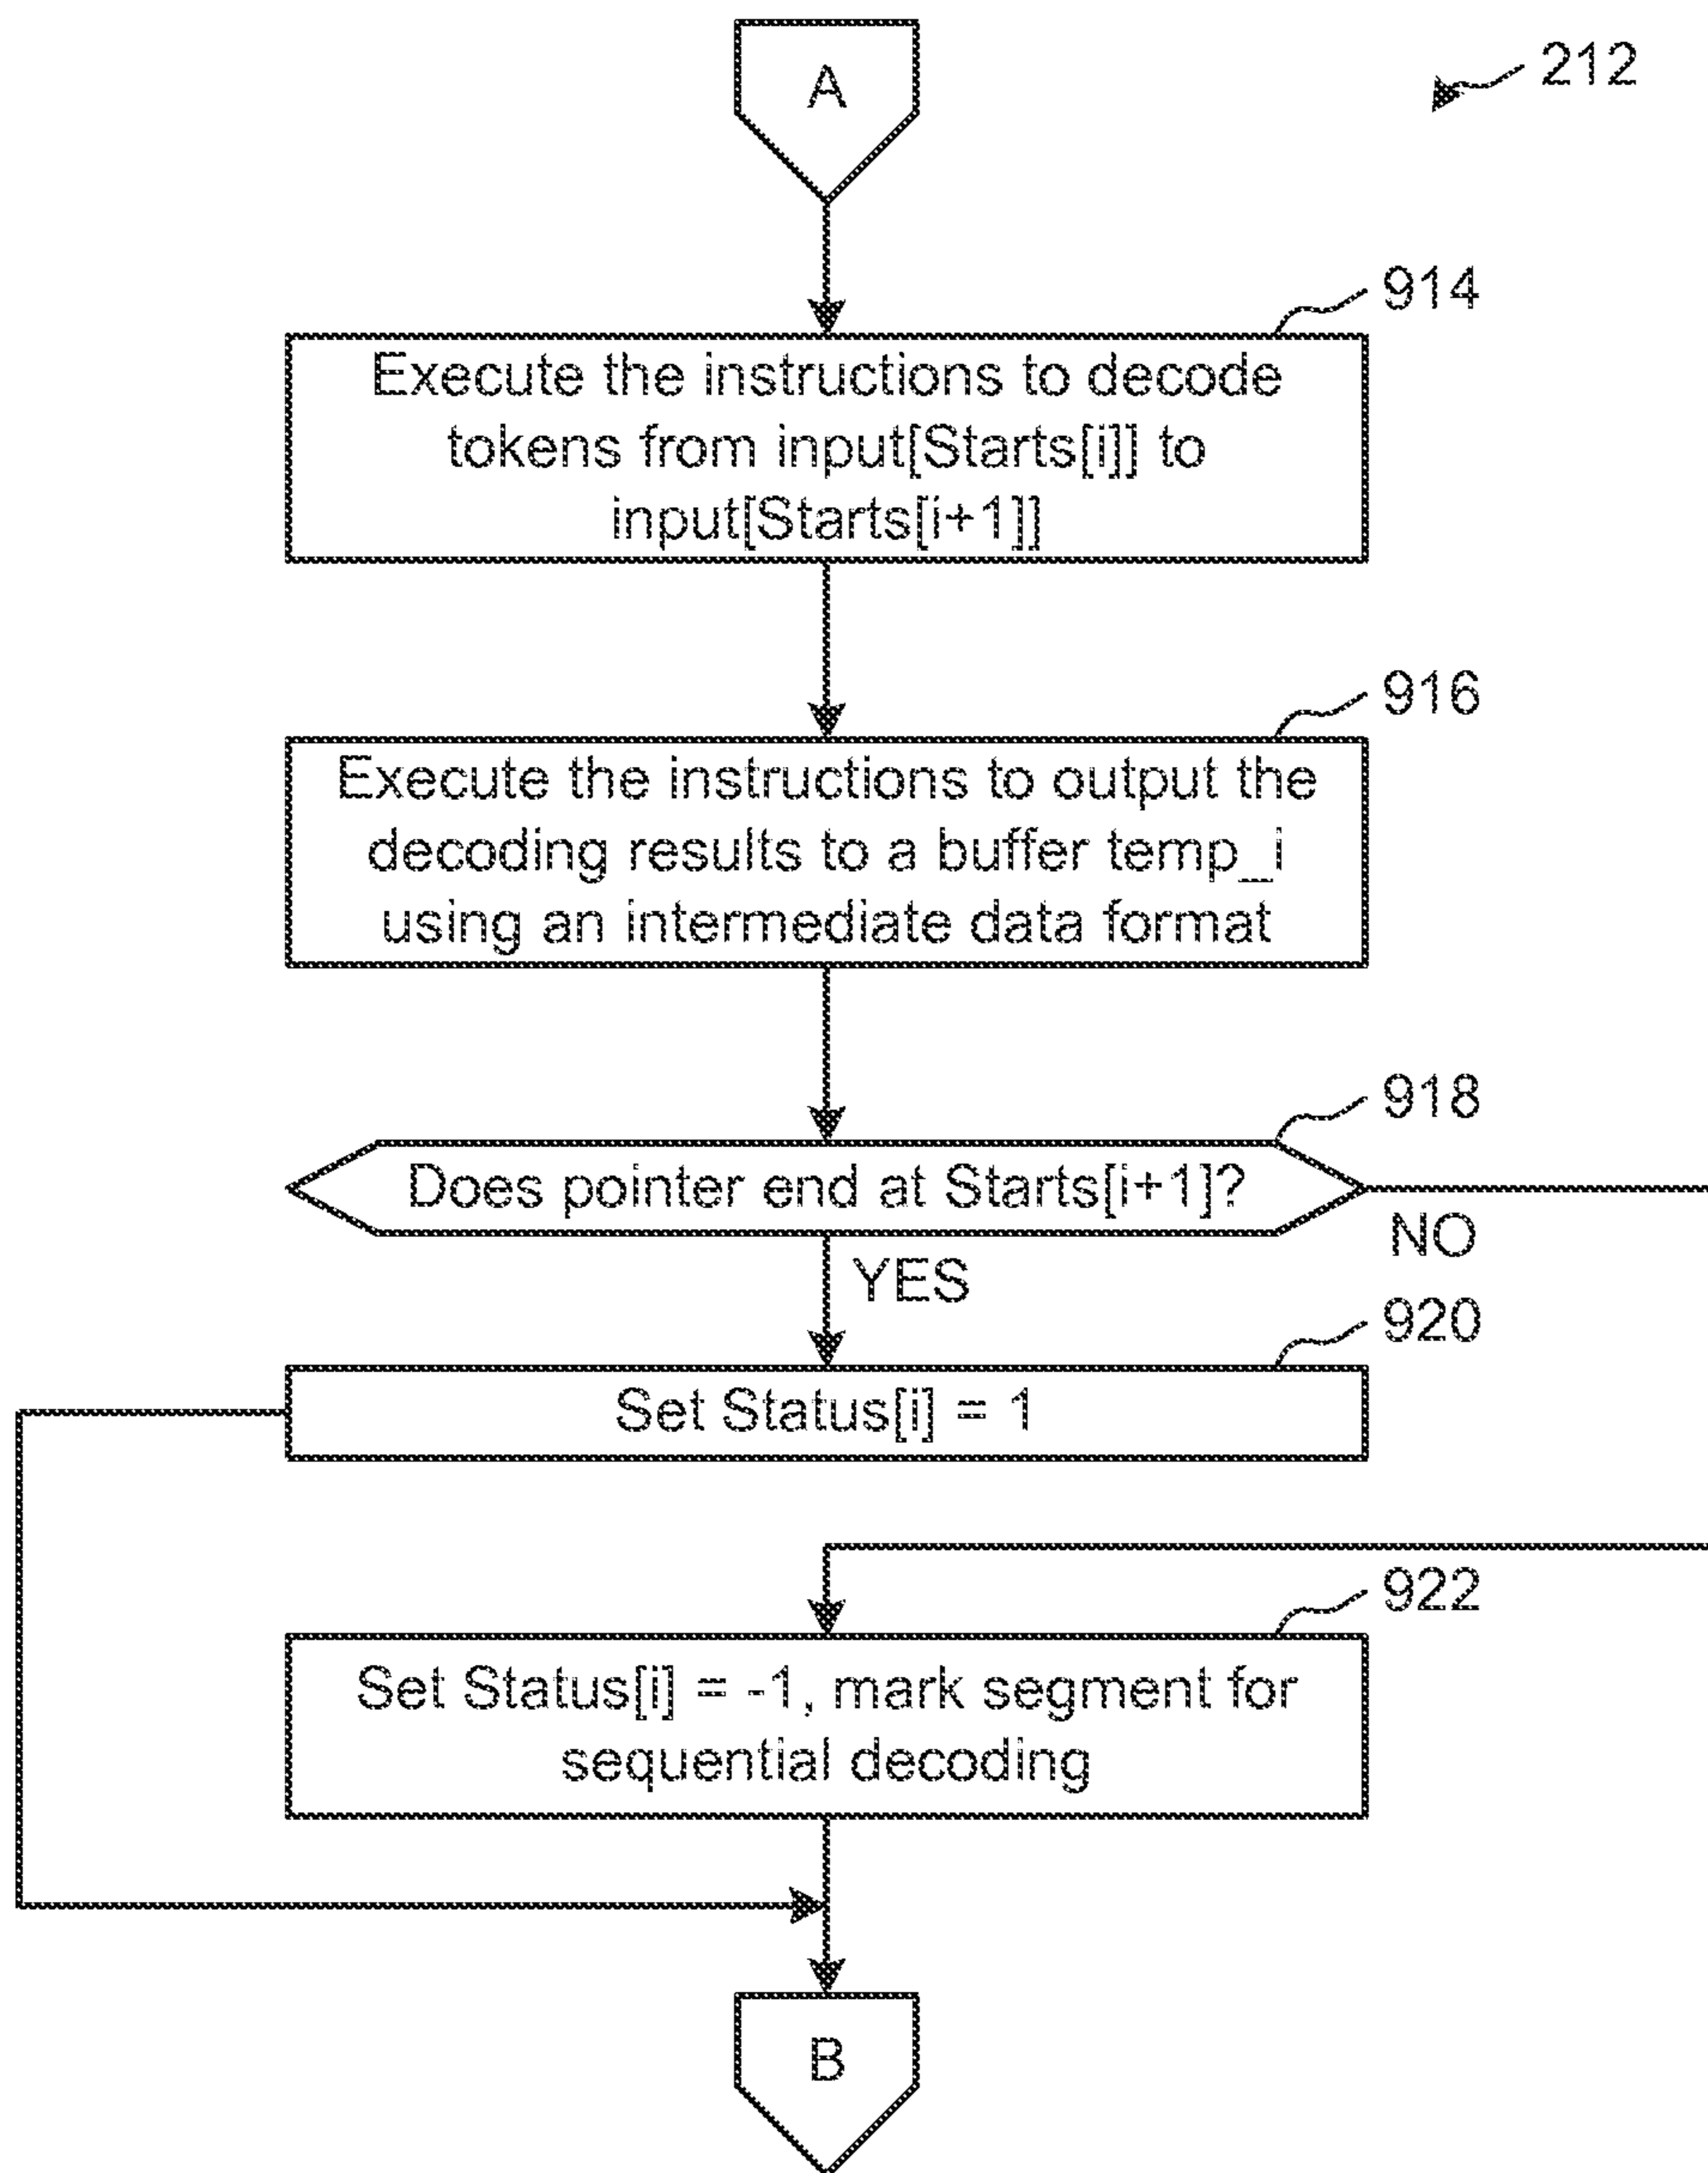 A
212
914
Execute the instructions to decode
tokens from input[Starts[i]] to
input[Starts[i+1]]
916
Execute the instructions to output the
decoding results to a buffer temp_i
using an intermediate data format
918
Does pointer end at Starts[i+1]?
NO
YES
920
Set Status[i] = 1
922
Set Status[i] = -1, mark segment for
sequential decoding
B